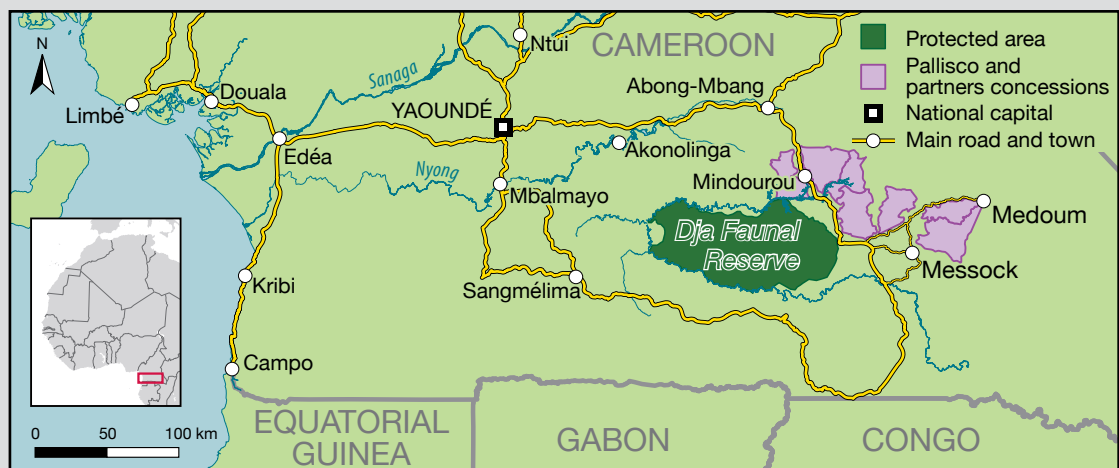 N
Ntui
CAMEROON
Sanaga
Limbé
Douala
YAOUNDÉ
Abong-Mbang
Edéa
Akonolinga
Nyong
Mbalmayo
Mindourou
Medoum
Dja Faunal
Reserve
Messock
Kribi
Sangmélima
Campo
EQUATORIAL
GUINEA
GABON
CONGO
Protected area
Pallisco and
partners concessions
National capital
Main road and town
0 50 100 km